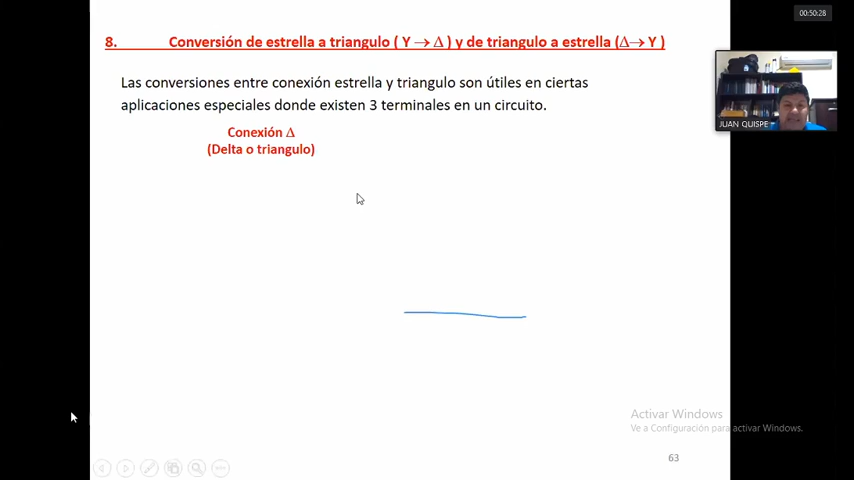 00:50:28
8. Conversión de estrella a triangulo ( Y → Δ ) y de triangulo a estrella (Δ→ Y )
JUAN QUISPE
Las conversiones entre conexión estrella y triangulo son útiles en ciertas
aplicaciones especiales donde existen 3 terminales en un circuito.
Conexión Δ
(Delta o triangulo)
Activar Windows
Ve a Configuración para activar Windows.
63